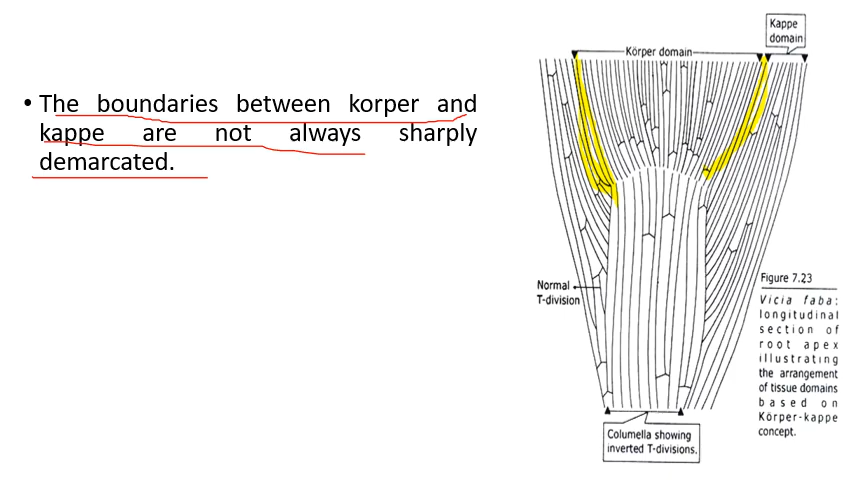 • The boundaries between korper and
kappe are not always sharply
demarcated.
Kappe
domain
Körper domain
Normal
T-division
Figure 7.23
Vicia faba:
longitudinal
section of
root apex
illustrating
the arrangement
of tissue domains
based on
Körper-kappe
concept.
Columella showing
inverted T-divisions.